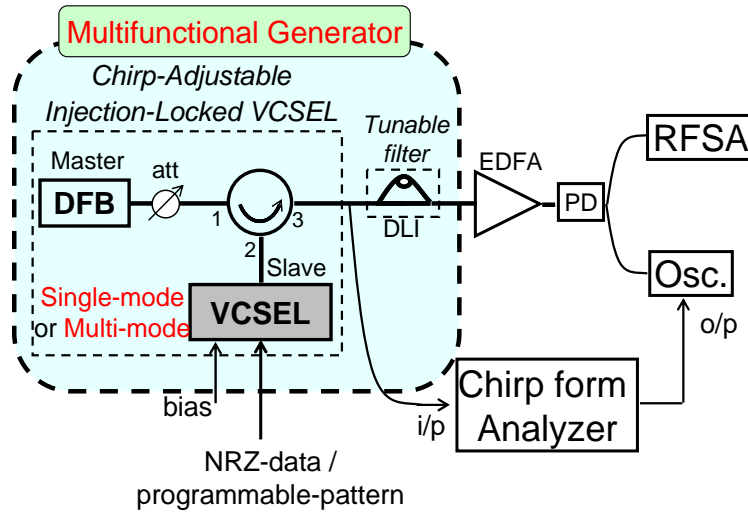 Multifunctional Generator
Chirp-Adjustable
Injection-Locked VCSEL
Tunable
filter
Master
att
DFB
1
3
2
Slave
DLI
EDFA
PD
RFSA
Osc.
o/p
Single-mode
or Multi-mode
VCSEL
bias
i/p
Chirp form
Analyzer
NRZ-data /
programmable-pattern